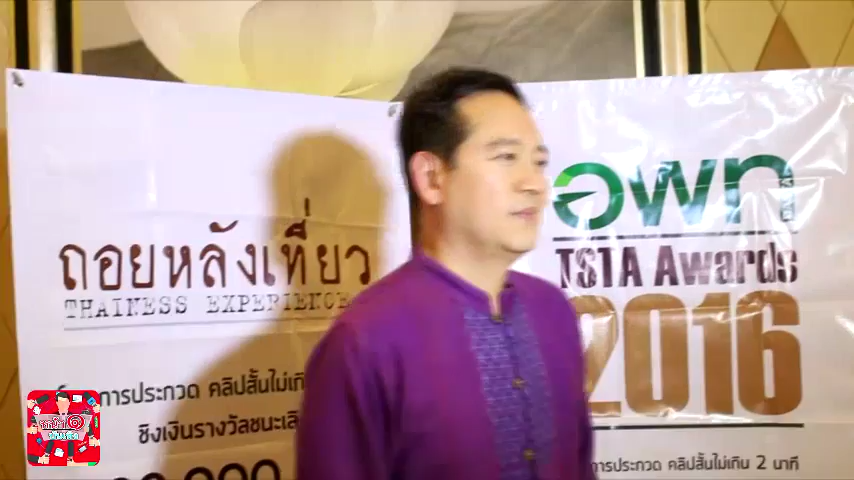 ถอยหลังเที่ยว
THAINESS EXPERIENCE
การประกวด คลิปสั้นไม่เกิ
ชิงเงินรางวัลชนะเลิ
อพท
TSTA Awards
2016
การประกวด คลิปสั้นไม่เกิน 2 นาที